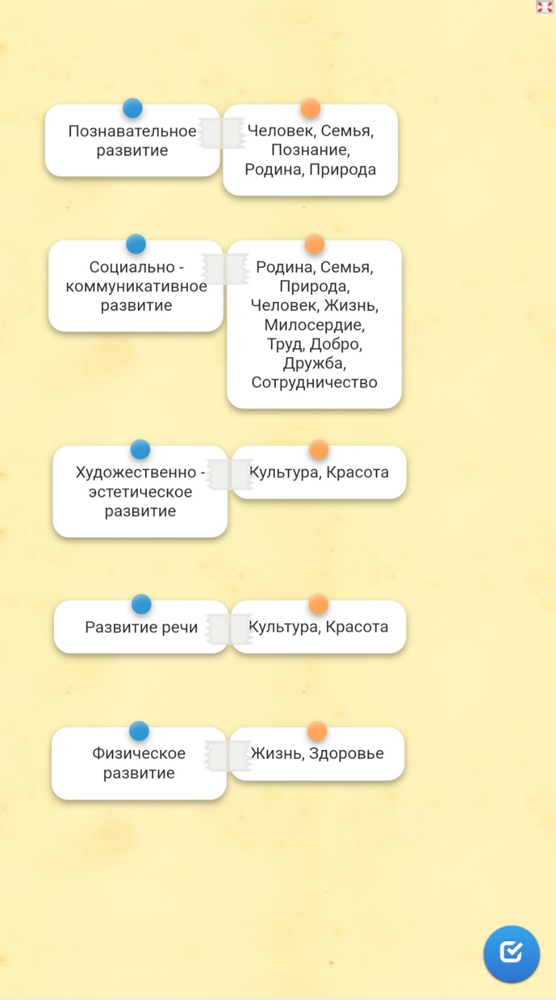 Познавательное
развитие
Человек, Семья,
Познание,
Родина, Природа
Социально -
коммуникативное
развитие
Родина, Семья,
Природа,
Человек, Жизнь,
Милосердие,
Труд, Добро,
Дружба,
Сотрудничество
Художественно -
эстетическое
развитие
Культура, Красота
Развитие речи
Культура, Красота
Физическое
развитие
Жизнь, Здоровье